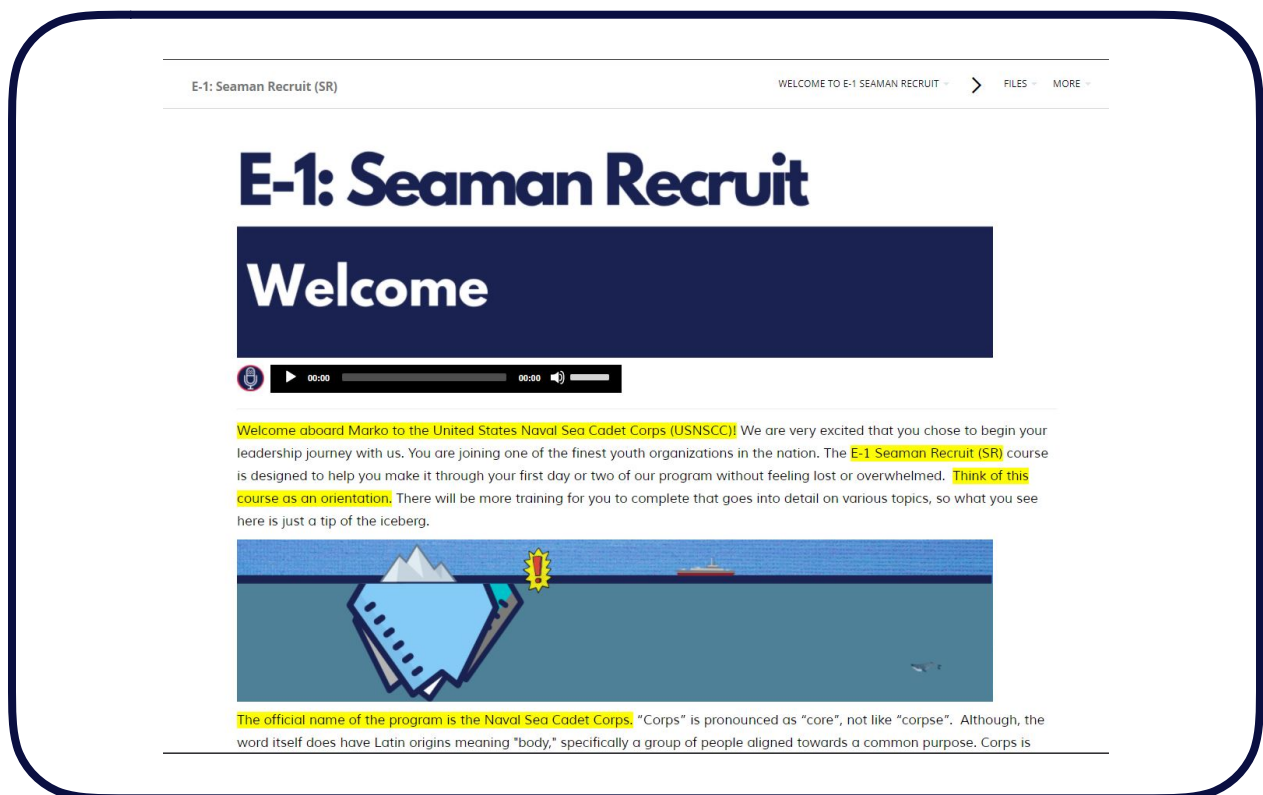 E-1: Seaman Recruit (SR)
WELCOME TO E-1 SEAMAN RECRUIT
FILES
MORE
E-1: Seaman Recruit
Welcome
00:00
00:00
Welcome aboard Marko to the United States Naval Sea Cadet Corps (USNSCC)! We are very excited that you chose to begin your
leadership journey with us. You are joining one of the finest youth organizations in the nation. The E-1 Seaman Recruit (SR) course
is designed to help you make it through your first day or two of our program without feeling lost or overwhelmed. Think of this
course as an orientation. There will be more training for you to complete that goes into detail on various topics, so what you see
here is just a tip of the iceberg.
!
The official name of the program is the Naval Sea Cadet Corps. “Corps” is pronounced as “core”, not like “corpse”. Although, the
word itself does have Latin origins meaning "body," specifically a group of people aligned towards a common purpose. Corps is